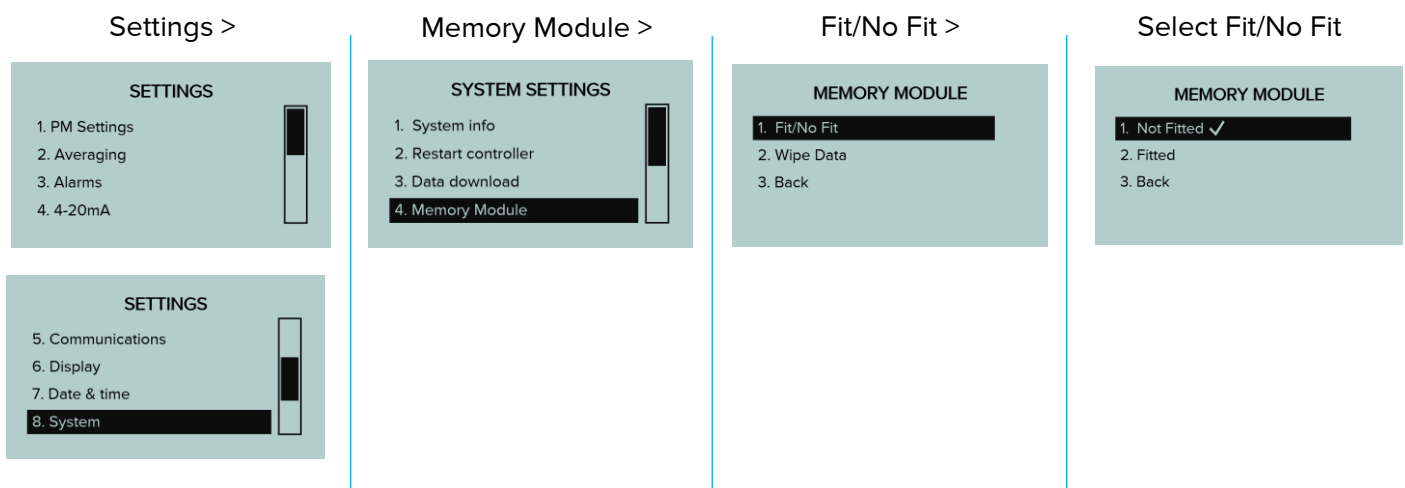 Settings >
SETTINGS
1. PM Settings
2. Averaging
3. Alarms
4. 4-20mA
SETTINGS
5. Communications
6. Display
7. Date & time
8. System
Memory Module >
SYSTEM SETTINGS
1. System info
2. Restart controller
3. Data download
4. Memory Module
Fit/No Fit >
MEMORY MODULE
1. Fit/No Fit
2. Wipe Data
3. Back
Select Fit/No Fit
MEMORY MODULE
1. Not Fitted ✓
2. Fitted
3. Back